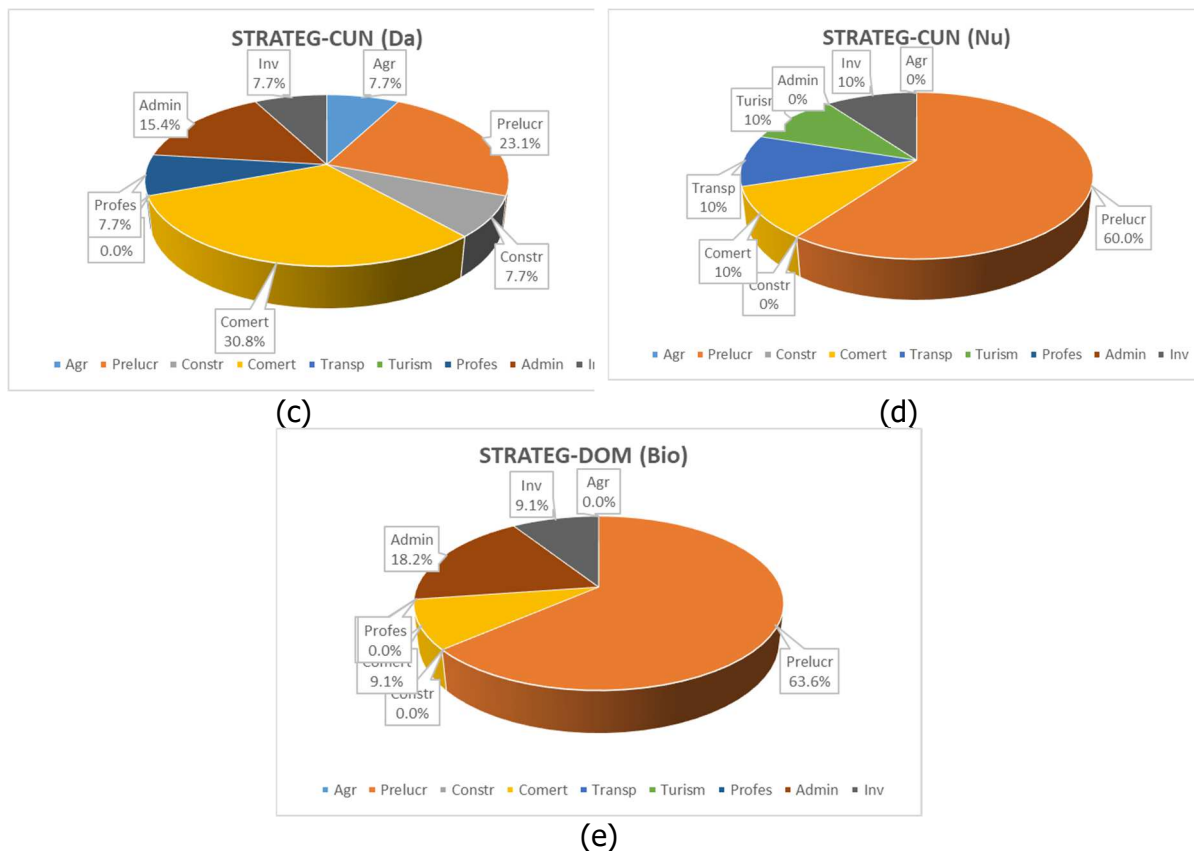 STRATEG-CUN (Da)
Inv
7.7%
Agr
7.7%
Admin
15.4%
Prelucr
23.1%
Profes
7.7%
0.0%
Constr
7.7%
Comert
30.8%
Agr Prelucr Constr Comert Transp Turism Profes Admin
(c)
STRATEG-CUN (Nu)
Inv
10%
Agr
0%
Admin
0%
Turism
10%
Transp
10%
Comert
10%
Constr
0%
Prelucr
60.0%
Agr Prelucr Constr Comert Transp Turism Profes Admin Inv
(d)
STRATEG-DOM (Bio)
Inv
9.1%
Agr
0.0%
Admin
18.2%
Profes
0.0%
Comert
9.1%
Constr
0.0%
Prelucr
63.6%
Agr Prelucr Constr Comert Transp Turism Profes Admin Inv
(e)